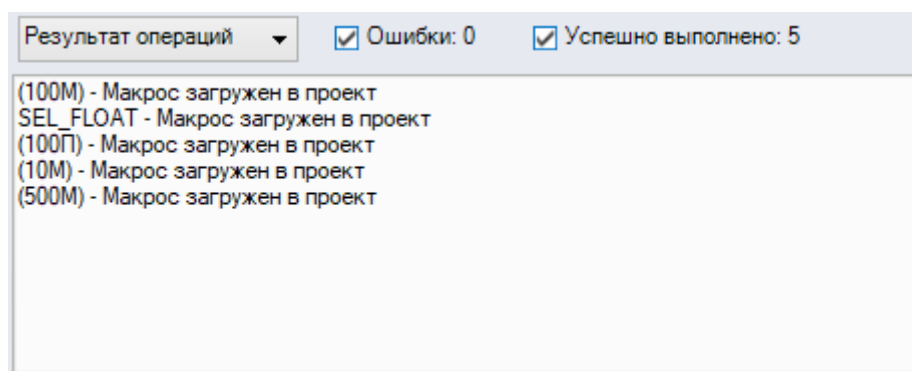 Результат операций Ошибки: 0 Успешно выполнено: 5
(100М) - Макрос загружен в проект
SEL_FLOAT - Макрос загружен в проект
(100П) - Макрос загружен в проект
(10М) - Макрос загружен в проект
(500М) - Макрос загружен в проект